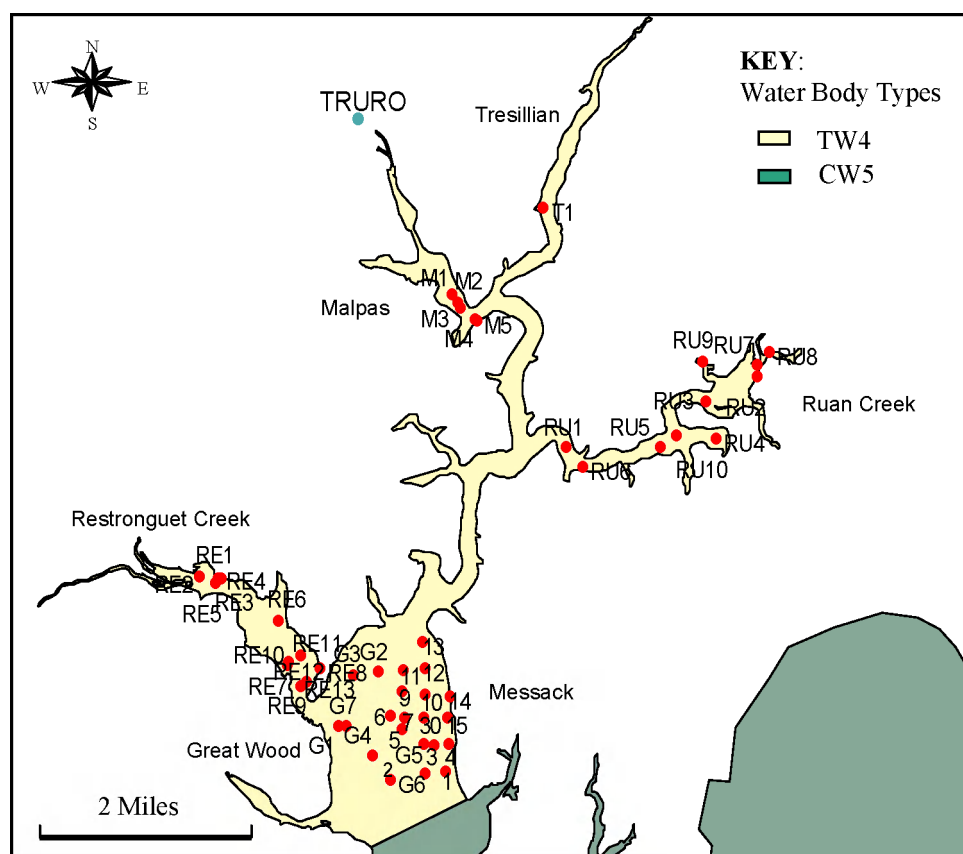 N
W E
S
KEY:
Water Body Types
TW4
CW5
TRURO
Tresillian
T1
M1 M2
Malpas
M3
M4 M5
RU9 RU7 RU8
RU3 RU2
Ruan Creek
RU1 RU5 RU4
RU6 RU10
Restronguet Creek
RE1
RE2 RE4
RE3
RE5 RE6
RE11
RE10 G3 G2 13
RE12 RE8 11 12
RE7 RE13
RE9 9 10 14
Messack
G7 6 7 30 15
G1 G4 5
Great Wood
G5 3 4
2 G6 1
2 Miles